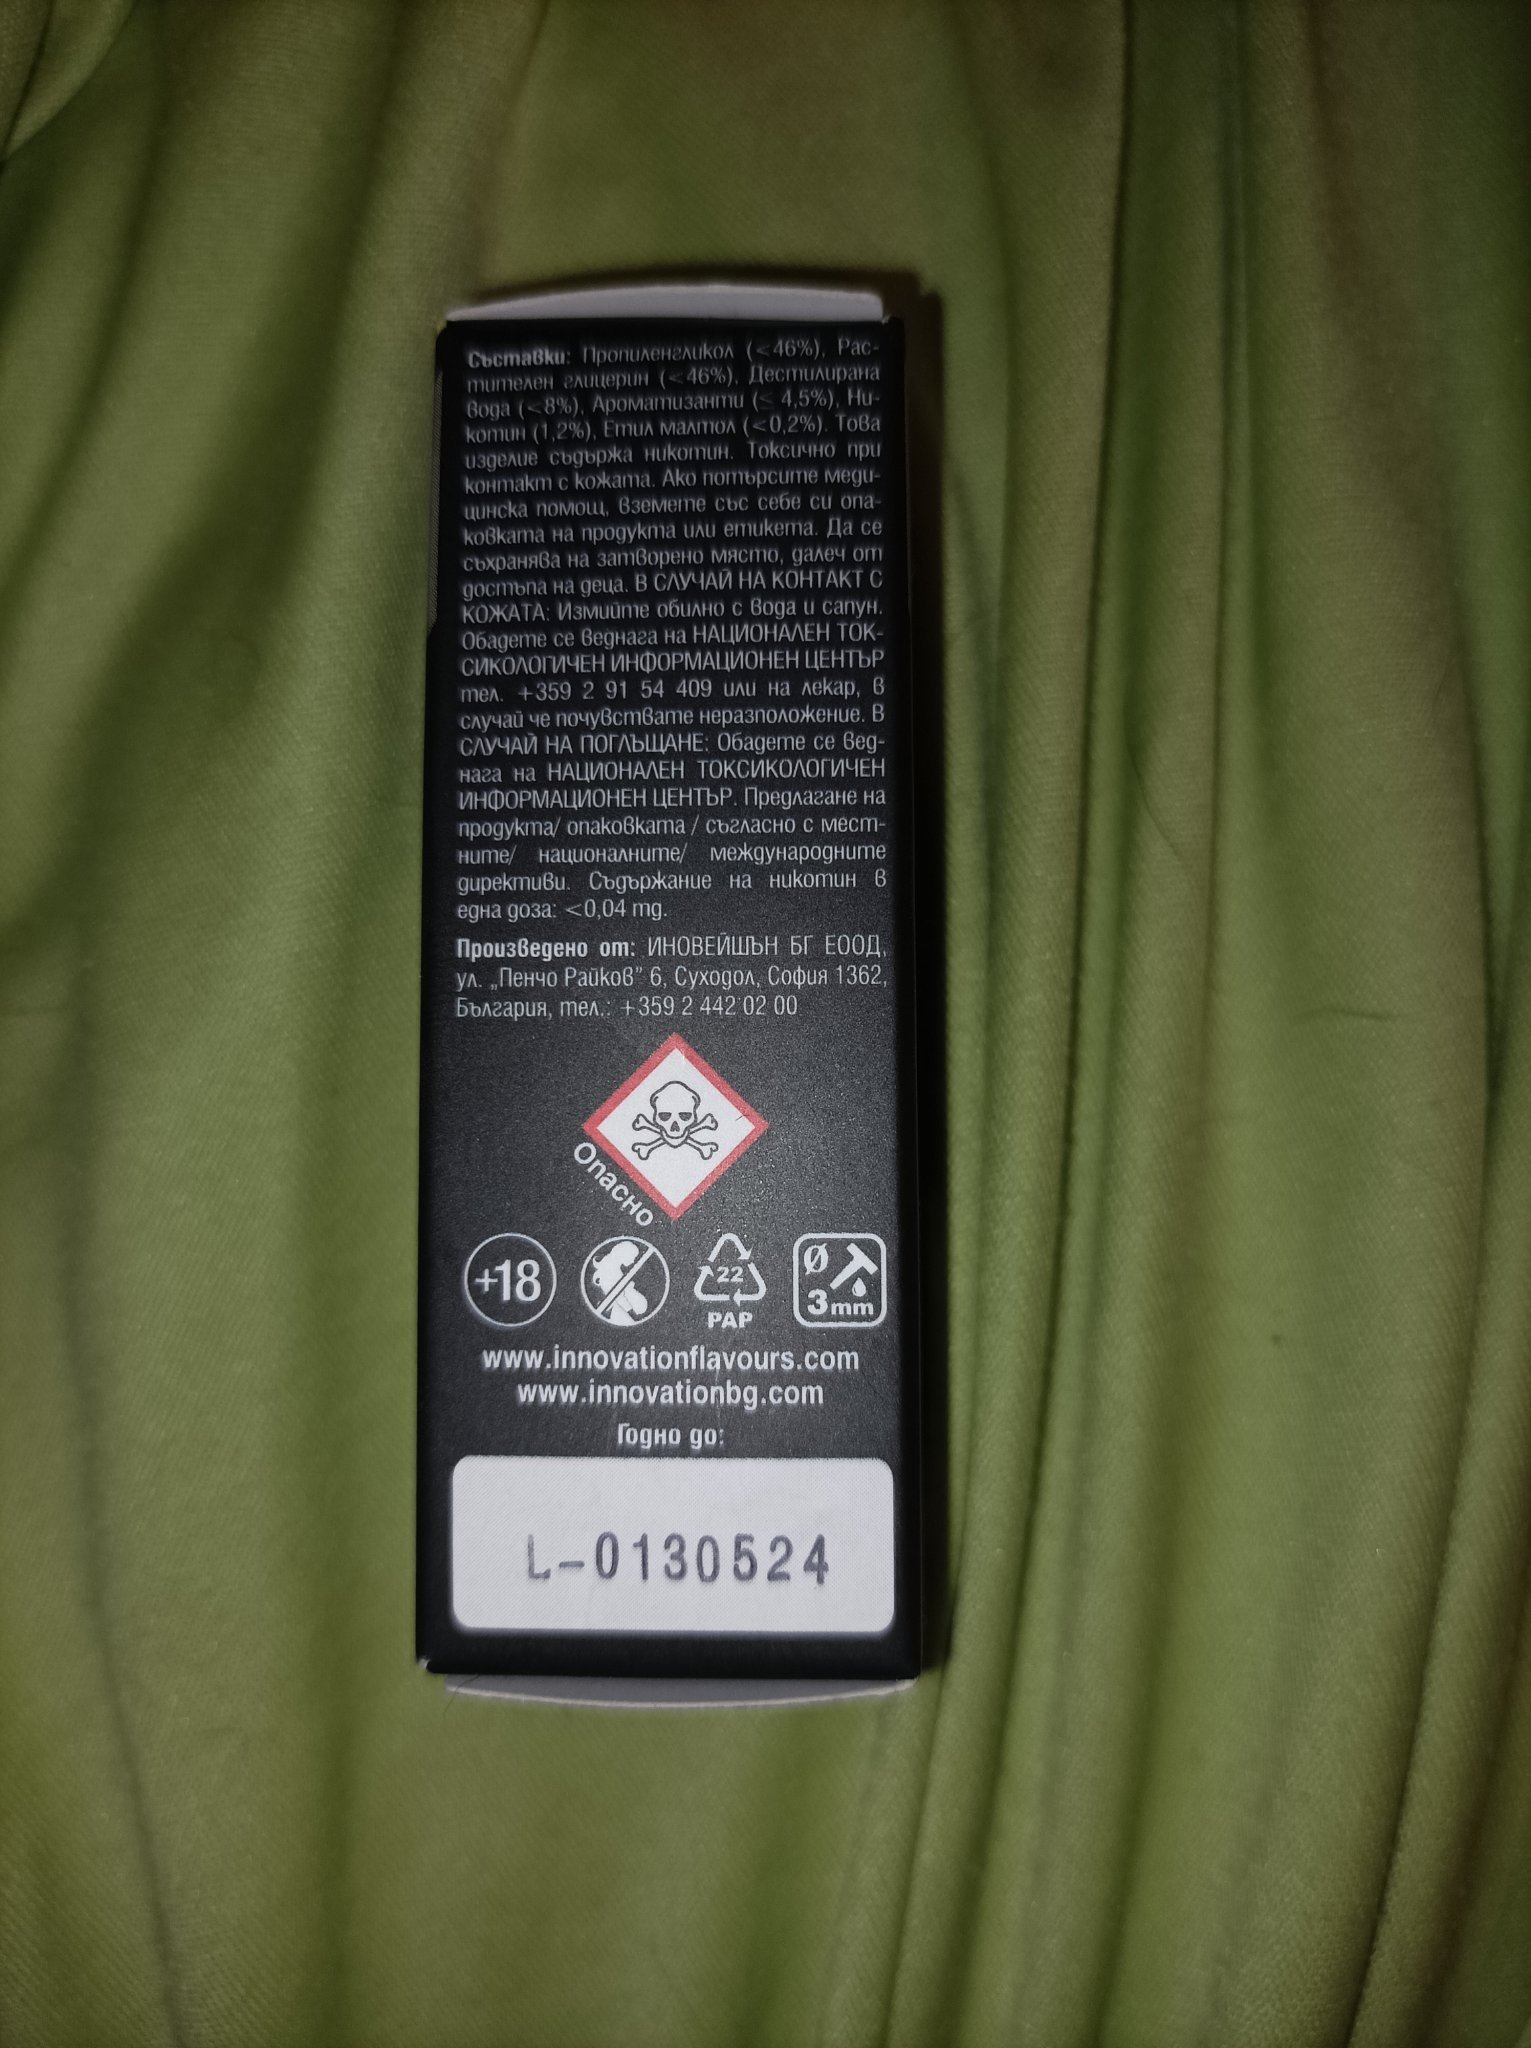 Съставки: Пропиленгликол (<46%), Рас-
тителен глицерин (<46%), Дестилирана
вода (<8%), Ароматизанти (≤ 4,5%), Ни-
котин (1,2%), Етил малтол (<0,2%). Това
изделие съдържа никотин. Токсично при
контакт с кожата. Ако потърсите меди-
цинска помощ, вземете със себе си опа-
ковката на продукта или етикета. Да се
съхранява на затворено място, далеч от
достъпа на деца. В СЛУЧАЙ НА КОНТАКТ С
КОЖАТА: Измийте обилно с вода и сапун.
Обадете се веднага на НАЦИОНАЛЕН ТОК-
СИКОЛОГИЧЕН ИНФОРМАЦИОНЕН ЦЕНТЪР
тел. +359 2 91 54 409 или на лекар, в
случай че почувствате неразположение. В
СЛУЧАЙ НА ПОГЛЪЩАНЕ: Обадете се вед-
нага на НАЦИОНАЛЕН ТОКСИКОЛОГИЧЕН
ИНФОРМАЦИОНЕН ЦЕНТЪР. Предлагане на
продукта/ опаковката / съгласно с мест-
ните/ националните/ международните
директиви. Съдържание на никотин в
една доза: <0,04 mg.
Произведено от: ИНОВЕЙШЪН БГ ЕООД,
ул. „Пенчо Райков" 6, Суходол, София 1362,
България, тел.: +359 2 442 02 00
Опасно
+18
22
PAP
Ø
3mm
www.innovationflavours.com
www.innovationbg.com
Годно до:
L-0130524